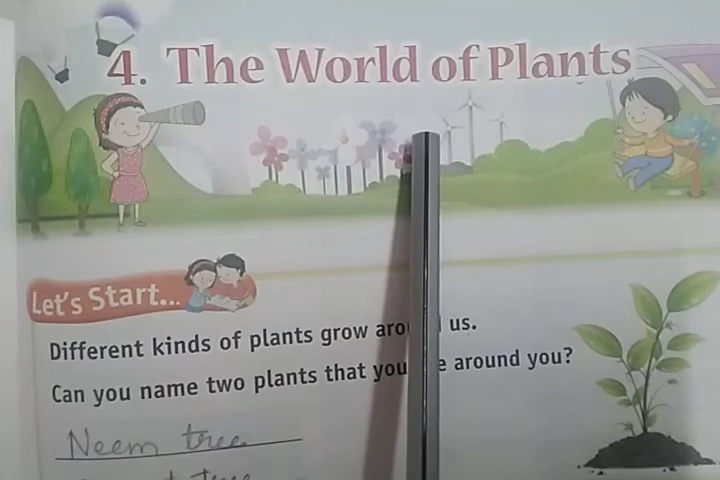 4. The World of Plants
Let's Start...
Different kinds of plants grow aro us.
Can you name two plants that you e around you?
Neem tree
tree